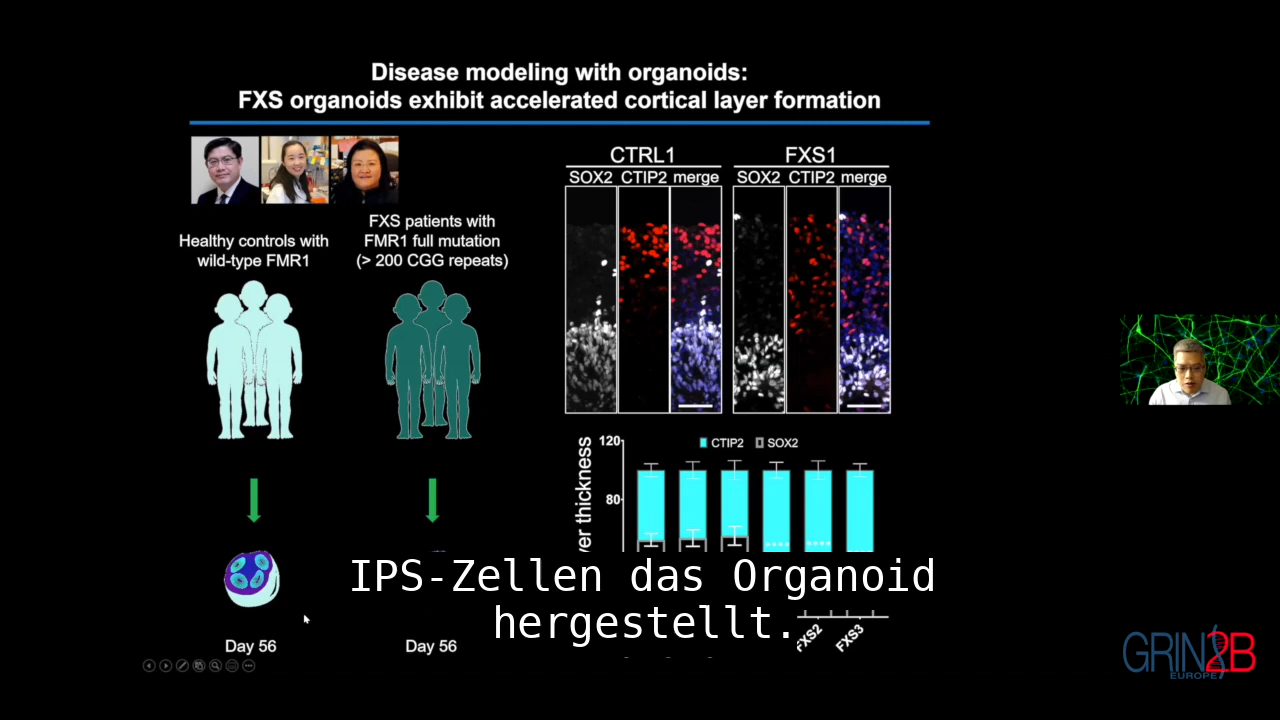 Disease modeling with organoids:
FXS organoids exhibit accelerated cortical layer formation
CTRL1
FXS1
SOX2 CTIP2 merge
SOX2 CTIP2 merge
Healthy controls with
wild-type FMR1
FXS patients with
FMR1 full mutation
(> 200 CGG repeats)
120
CTIP2
SOX2
80
thickness
IPS-Zellen das Organoid
hergestellt.
FXS2
FXS3
Day 56
Day 56
GRIN2B
EUROPE